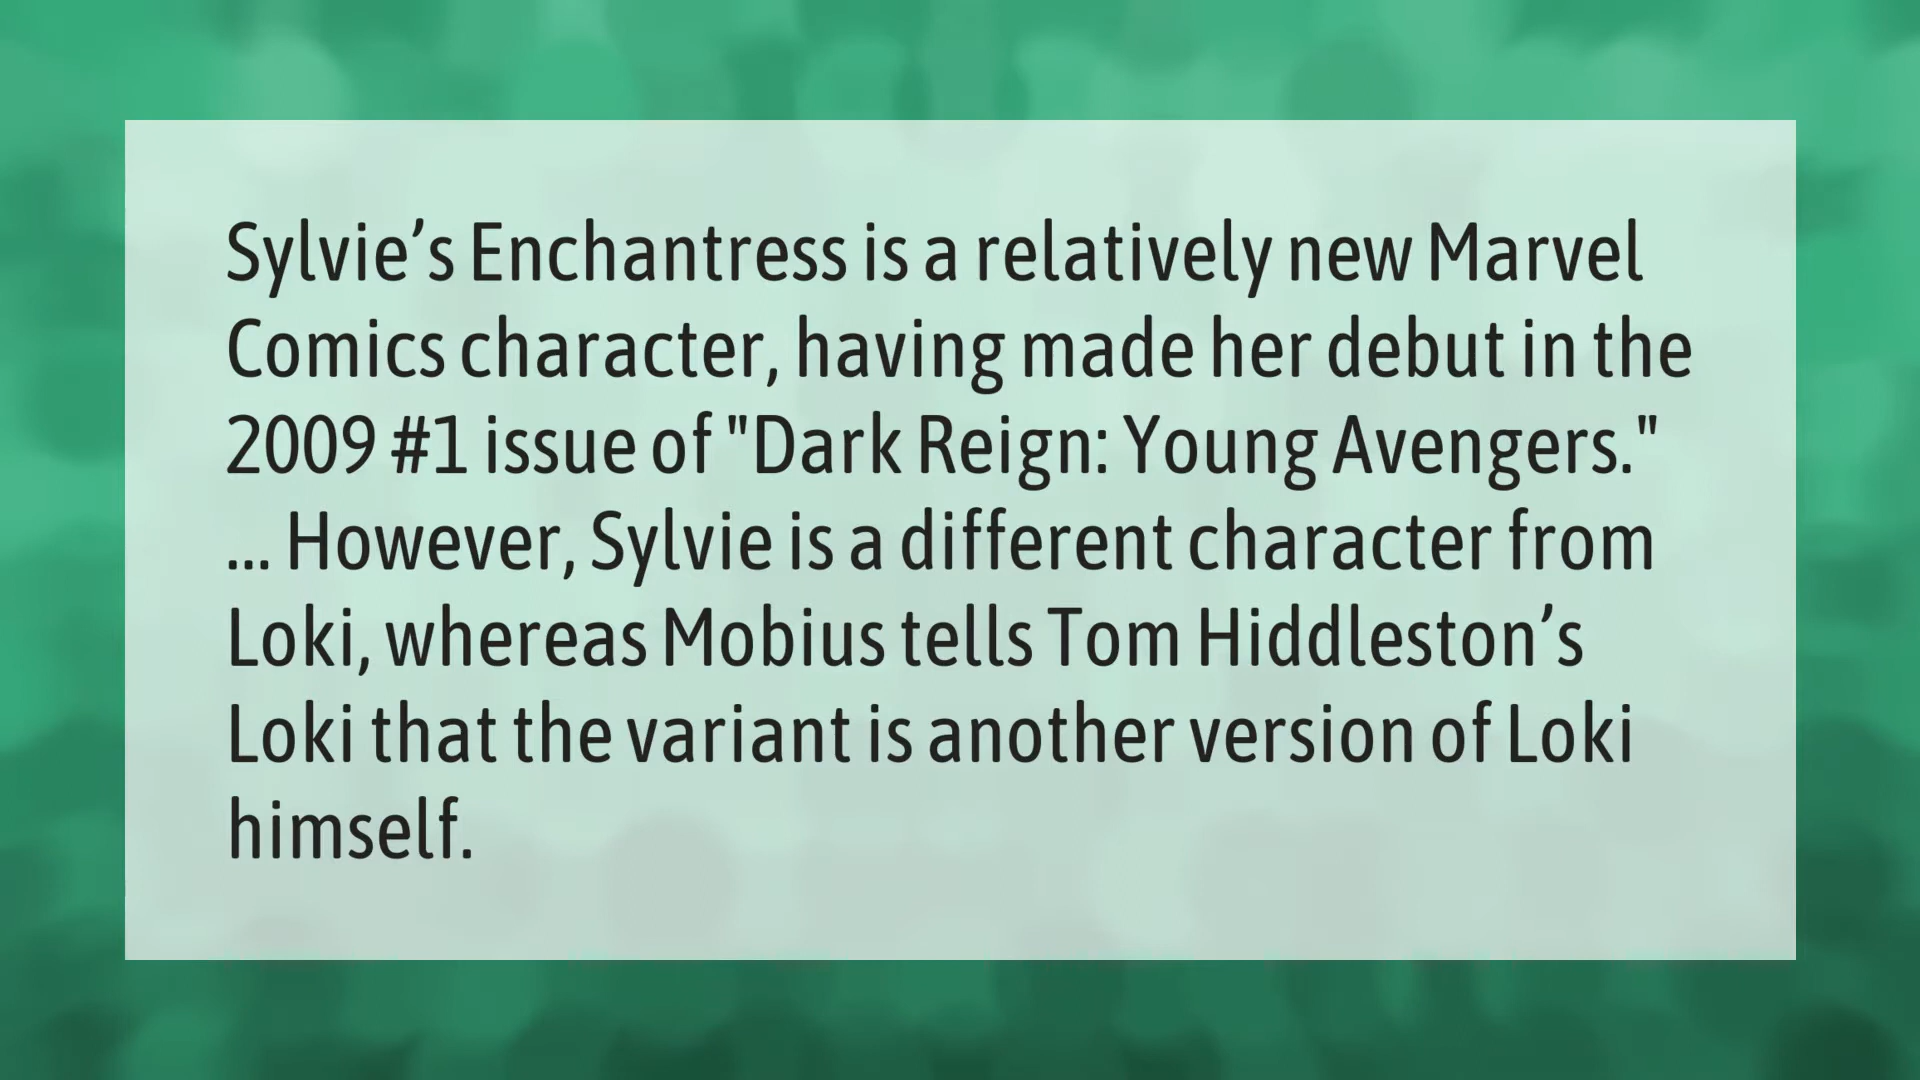 Sylvie’s Enchantress is a relatively new Marvel
Comics character, having made her debut in the
2009 #1 issue of "Dark Reign: Young Avengers."
... However, Sylvie is a different character from
Loki, whereas Mobius tells Tom Hiddleston’s
Loki that the variant is another version of Loki
himself.